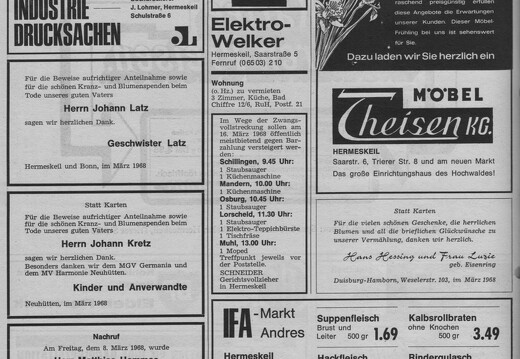 INDUSTRIE
DRUCKSACHEN
J. Lohmer, Hermeskeil
Schulstraße 6
JL
Für die Beweise aufrichtiger Anteilnahme sowie
für die schönen Kranz- und Blumenspenden beim
Tode unseres guten Vaters
Herrn Johann Latz
sagen wir herzlichen Dank.
Geschwister Latz
Hermeskeil und Bonn, im März 1968
Statt Karten
Für die Beweise aufrichtiger Anteilnahme sowie
für die schönen Kranz- und Blumenspenden beim
Tode unseres guten Vaters
Herrn Johann Kretz
sagen wir herzlichen Dank.
Besonders danken wir dem MGV Germania und
dem MV Harmonie Neuhütten.
Kinder und Anverwandte
Neuhütten, im März 1968
Nachruf
Am Freitag, dem 8. März 1968, wurde
Elektro-
Welker
Hermeskeil, Saarstraße 5
Fernruf (06503) 2 10
Wohnung
(o. Hz.) zu vermieten
3 Zimmer, Küche, Bad
Chiffre 12/6, RuH, Postf. 21
Im Wege der Zwangs-
vollstreckung sollen am
16. März 1968 öffentlich
meistbietend gegen Bar-
zahlung versteigert wer-
den:
Schillingen, 9.45 Uhr:
1 Staubsauger
1 Küchenmaschine
Mandern, 10.00 Uhr:
1 Küchenmaschine
Osburg, 10.45 Uhr:
1 Staubsauger
Lorscheid, 11.30 Uhr:
1 Staubsauger
1 Elektro-Teppichbürste
1 Tischfräse
Muhl, 13.00 Uhr
1 Moped
Treffpunkt jeweils vor
der Poststelle.
SCHNEIDER
Gerichtsvollzieher
in Hermeskeil
raschend preisgünstig erfüllen
diese Angebote die Erwartungen
unserer Kunden. Dieser Möbel-
Frühling bei uns ist sehenswert
für Sie.
Dazu laden wir Sie herzlich ein
MÖBEL
Theisen KG.
HERMESKEIL
Saarstr. 6, Trierer Str. 8 und am neuen Markt
Das große Einrichtungshaus des Hochwaldes!
Statt Karten
Für die vielen schönen Geschenke, die herrlichen
Blumen und all die brieflichen Glückwünsche zu
unserer Vermählung, danken wir herzlich.
Hans Hessing und Frau Luzie
geb. Eisenring
Duisburg-Hamborn, Weselerstr. 103, im März 1968
IFA-Markt
Andres
Hermeskeil
Suppenfleisch
Brust und
Leiter 500 gr 1.69
Kalbsrollbraten
ohne Knochen
500 gr 3.49
Hackfleisch
Rindergulasch